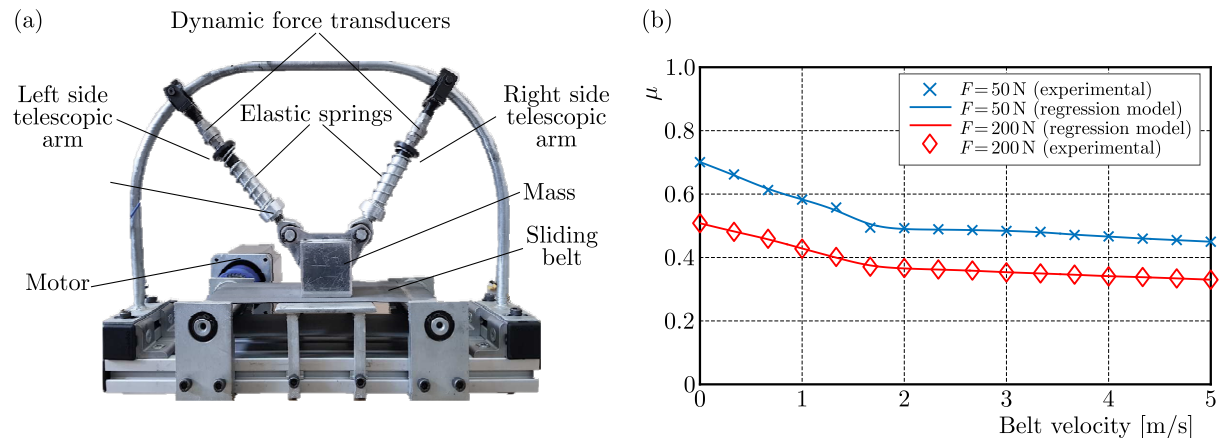 (a)
Dynamic force transducers
Left side
telescopic
arm
Elastic springs
Right side
telescopic
arm
Mass
Sliding
belt
Motor
(b)
μ
1.0
0.8
0.6
0.4
0.2
0
F=50 N (experimental)
F=50 N (regression model)
F=200 N (regression model)
F=200 N (experimental)
0 1 2 3 4 5
Belt velocity [m/s]